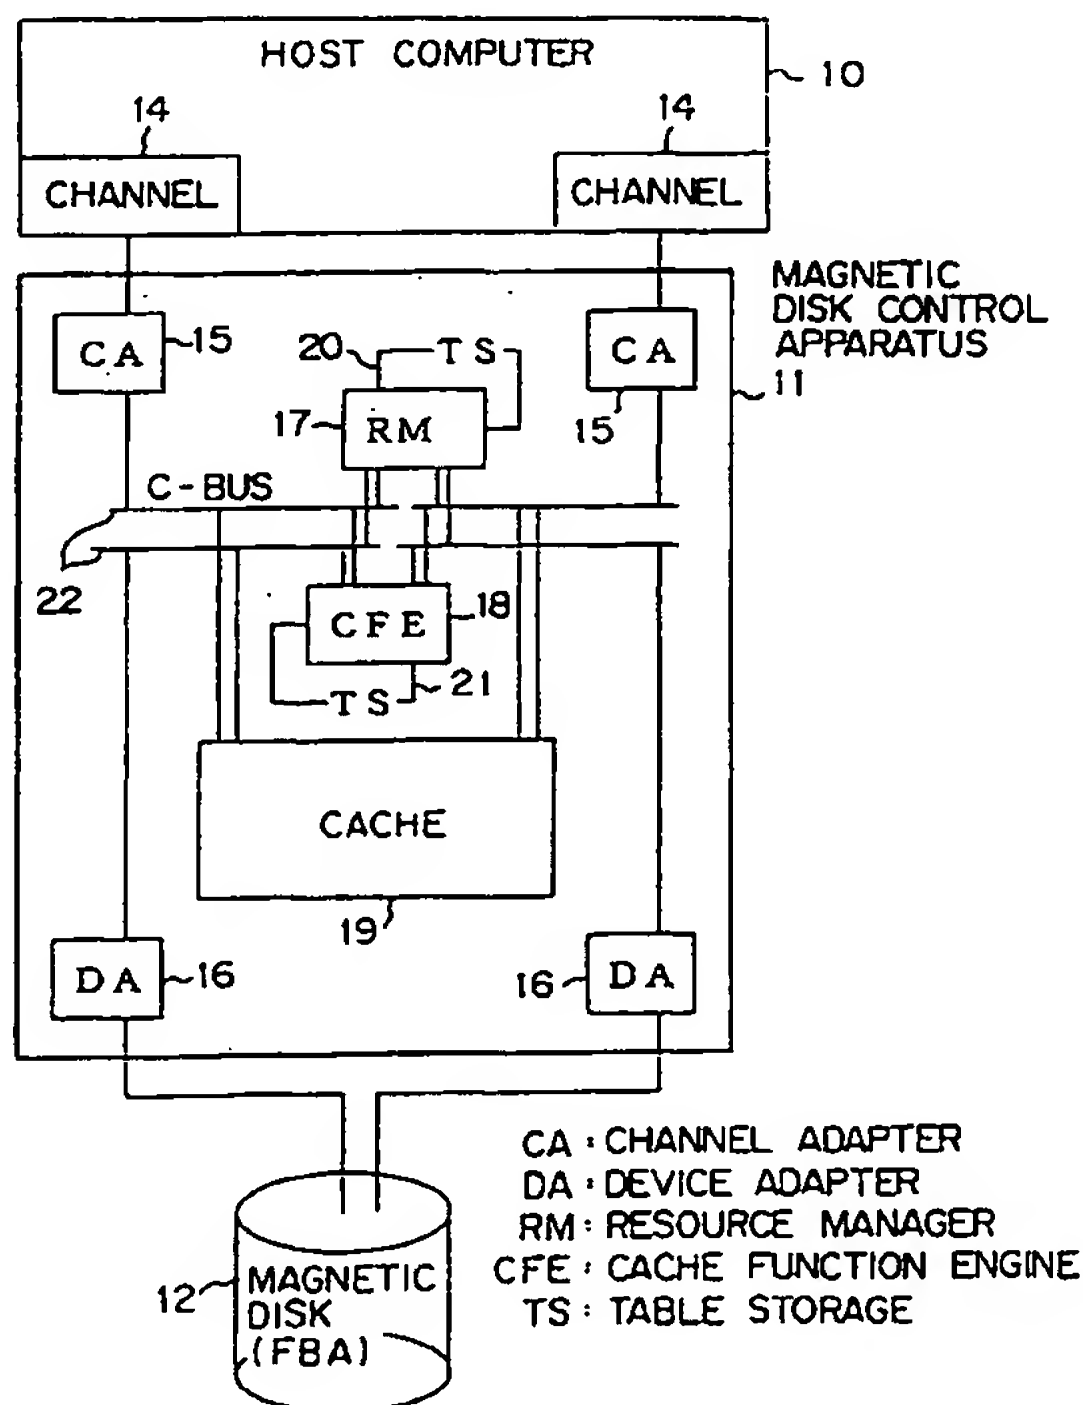 HOST COMPUTER
10
14
14
CHANNEL
CHANNEL
MAGNETIC
DISK CONTROL
APPARATUS
11
CA
15
CA
15
20
TS
17
RM
C-BUS
22
CFE
18
TS
21
CACHE
19
DA
16
DA
16
12
MAGNETIC
DISK
(FBA)
CA : CHANNEL ADAPTER
DA : DEVICE ADAPTER
RM : RESOURCE MANAGER
CFE : CACHE FUNCTION ENGINE
TS : TABLE STORAGE